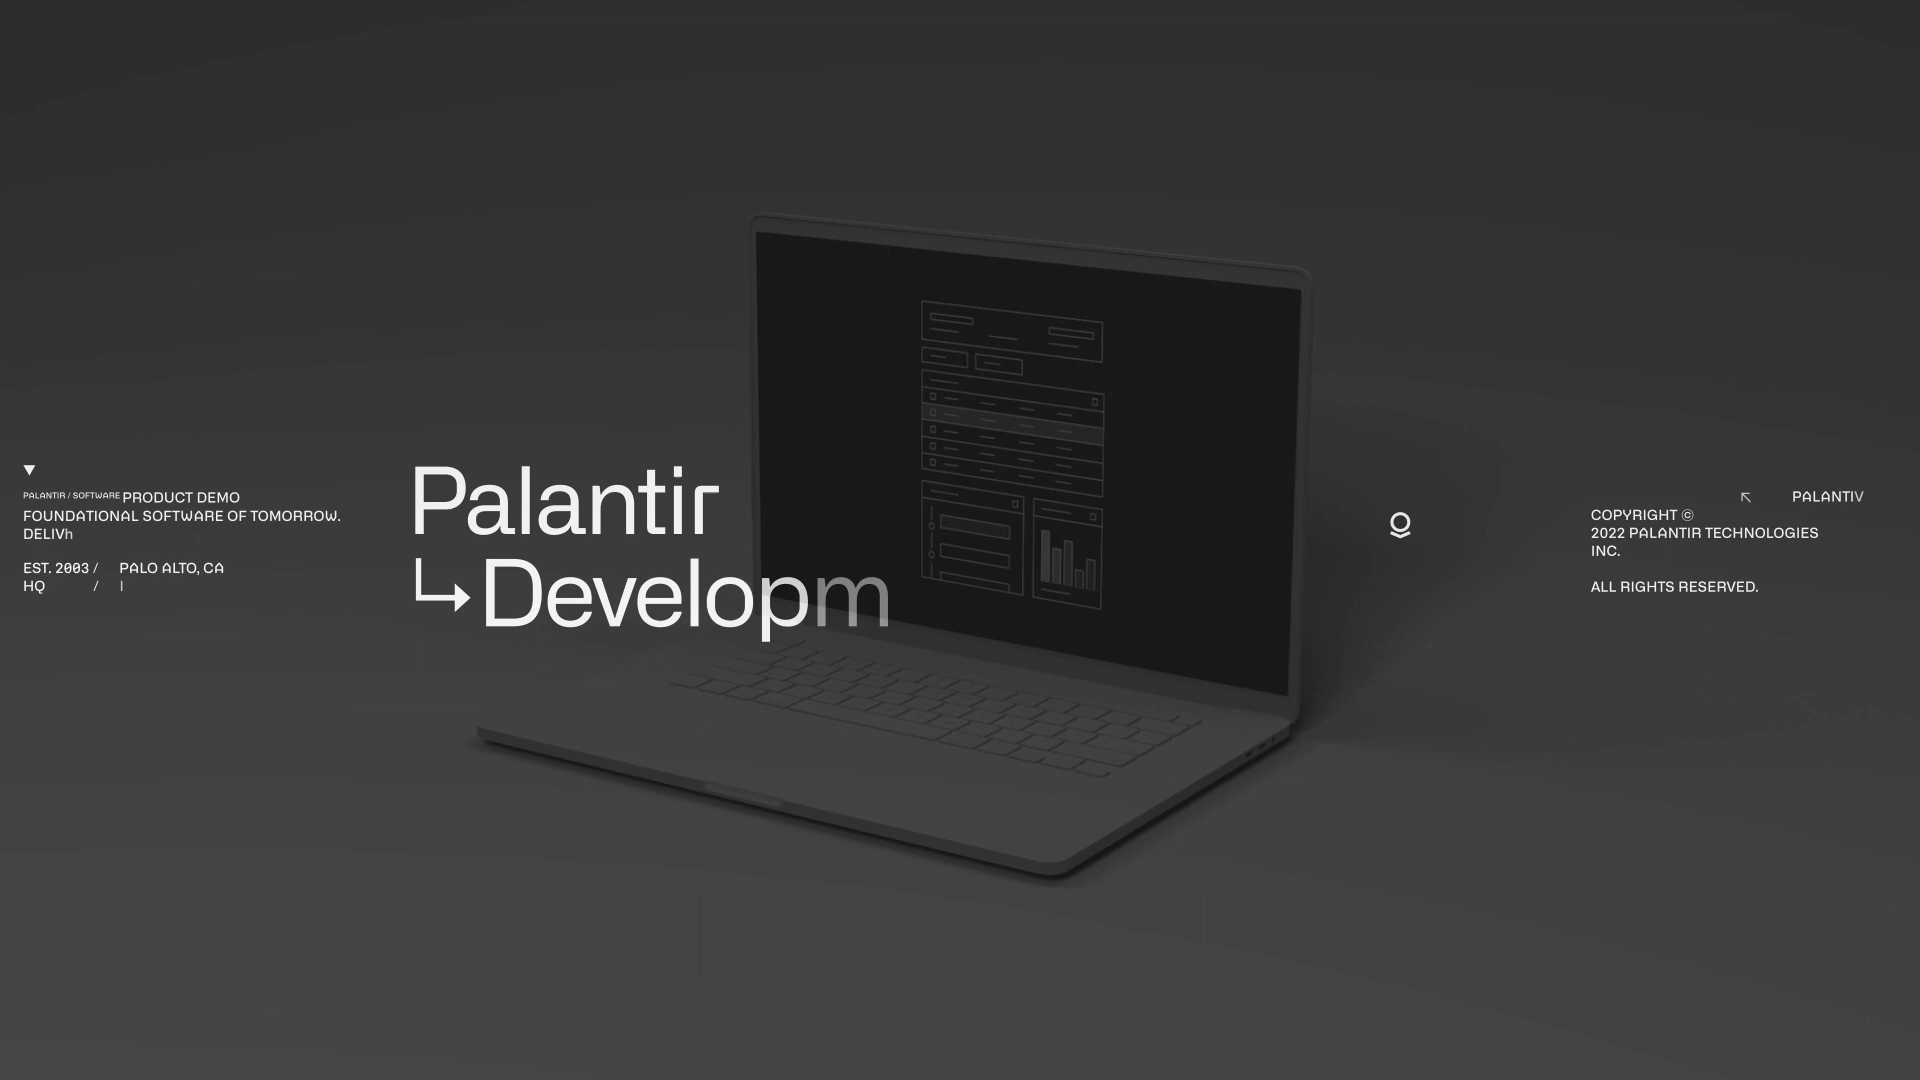 PALANTIR / SOFTWARE PRODUCT DEMO
FOUNDATIONAL SOFTWARE OF TOMORROW.
DELIVh
EST. 2003 / PALO ALTO, CA
HQ / I
Palantir
↳Developm
PALANTIV
COPYRIGHT ©
2022 PALANTIR TECHNOLOGIES
INC.
ALL RIGHTS RESERVED.